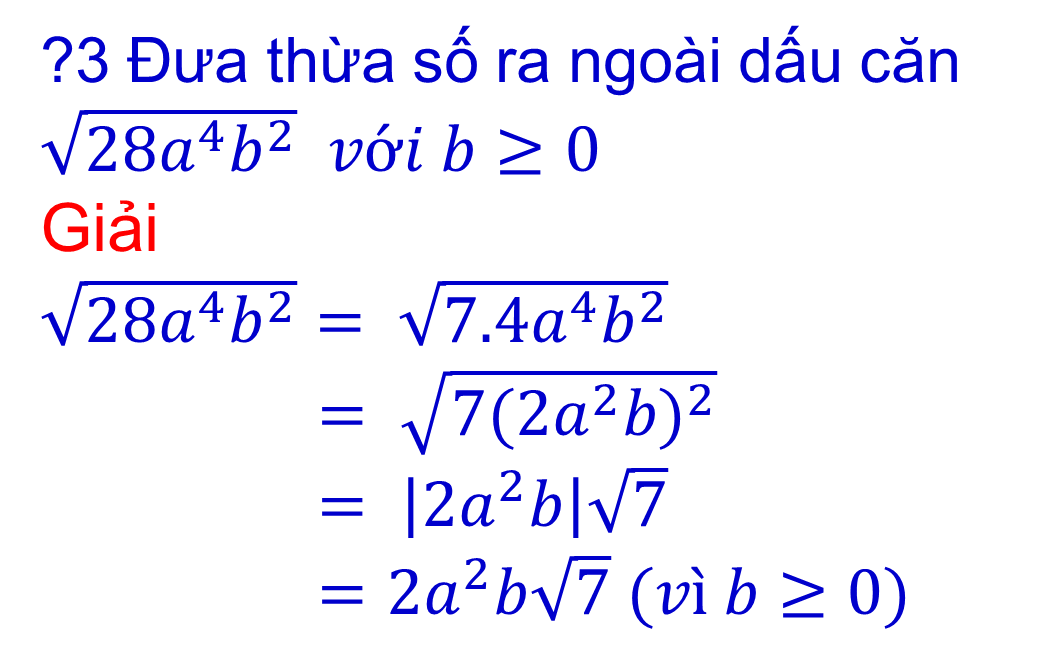 ?3 Đưa thừa số ra ngoài dấu căn
√(28a⁴b²) với b ≥ 0
Giải
√(28a⁴b²) = √(7.4a⁴b²)
= √(7(2a²b)²)
= |2a²b|√7
= 2a²b√7 (vì b ≥ 0)